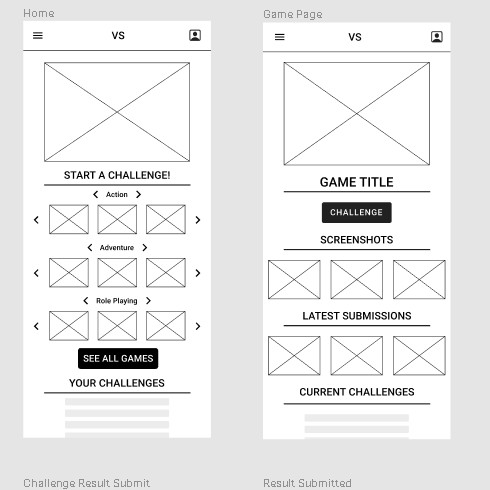 Home
VS
START A CHALLENGE!
Action
Adventure
Role Playing
SEE ALL GAMES
YOUR CHALLENGES
Game Page
VS
GAME TITLE
CHALLENGE
SCREENSHOTS
LATEST SUBMISSIONS
CURRENT CHALLENGES
Challenge Result Submit
Result Submitted